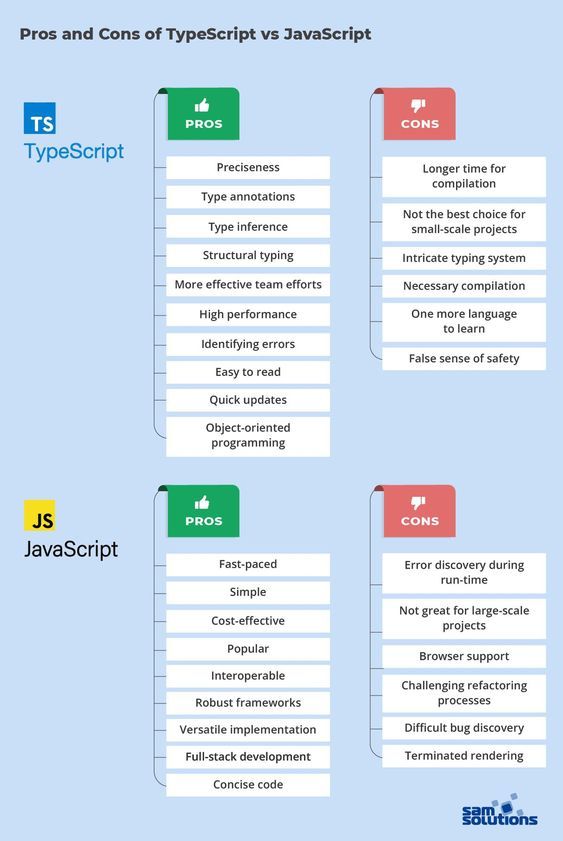 Pros and Cons of TypeScript vs JavaScript
TS
TypeScript
PROS
Preciseness
Type annotations
Type inference
Structural typing
More effective team efforts
High performance
Identifying errors
Easy to read
Quick updates
Object-oriented
programming
CONS
Longer time for
compilation
Not the best choice for
small-scale projects
Intricate typing system
Necessary compilation
One more language
to learn
False sense of safety
JS
JavaScript
PROS
Fast-paced
Simple
Cost-effective
Popular
Interoperable
Robust frameworks
Versatile implementation
Full-stack development
Concise code
CONS
Error discovery during
run-time
Not great for large-scale
projects
Browser support
Challenging refactoring
processes
Difficult bug discovery
Terminated rendering
sam
solutions